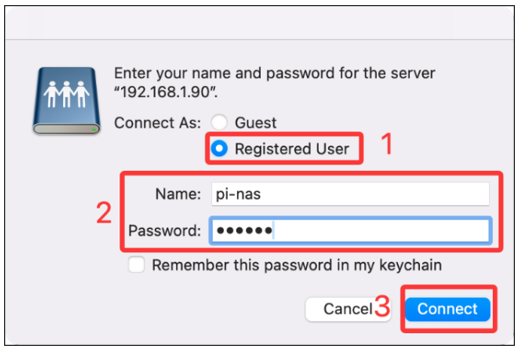 Enter your name and password for the server
“192.168.1.90”.
Connect As: Guest
Registered User 1
2
Name: pi-nas
Password: ••••••
Remember this password in my keychain
Cancel 3 Connect